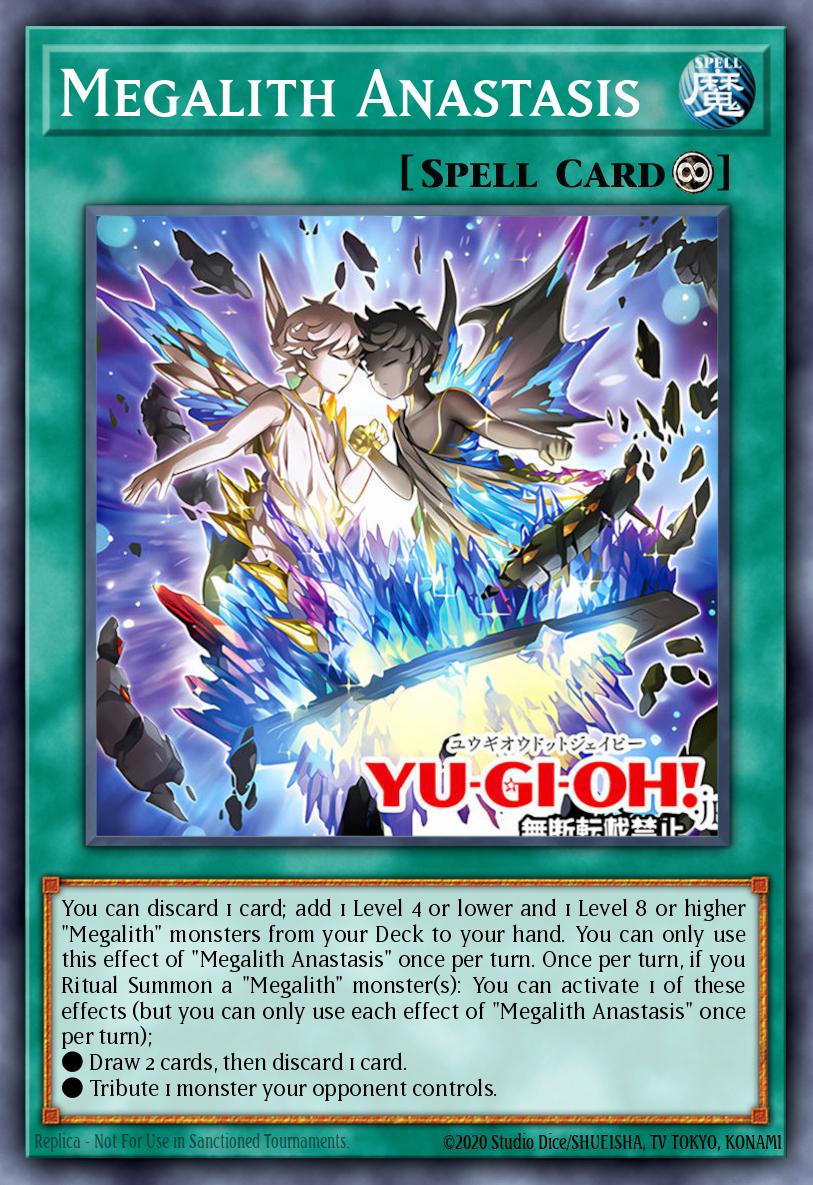 MEGALITH ANASTASIS
SPELL
魔
[SPELL CARD∞]
ユウギオウドットジェイピー
YU-GI-OH!
無断転載禁止
You can discard 1 card; add 1 Level 4 or lower and 1 Level 8 or higher
"Megalith" monsters from your Deck to your hand. You can only use
this effect of "Megalith Anastasis" once per turn. Once per turn, if you
Ritual Summon a "Megalith" monster(s): You can activate 1 of these
effects (but you can only use each effect of "Megalith Anastasis" once
per turn);
● Draw 2 cards, then discard 1 card.
● Tribute 1 monster your opponent controls.
Replica - Not For Use in Sanctioned Tournaments.
©2020 Studio Dice/SHUEISHA, TV TOKYO, KONAMI